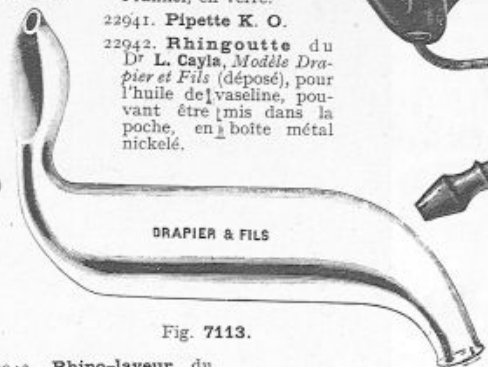 22941. Pipette K. O.
22942. Rhingoutte du
Dr L. Cayla, Modèle Dra-
pier et Fils (déposé), pour
l'huile de vaseline, pou-
vant être mis dans la
poche, en boîte métal
nickelé.
DRAPIER & FILS
Fig. 7113.
Rhino-laveur du